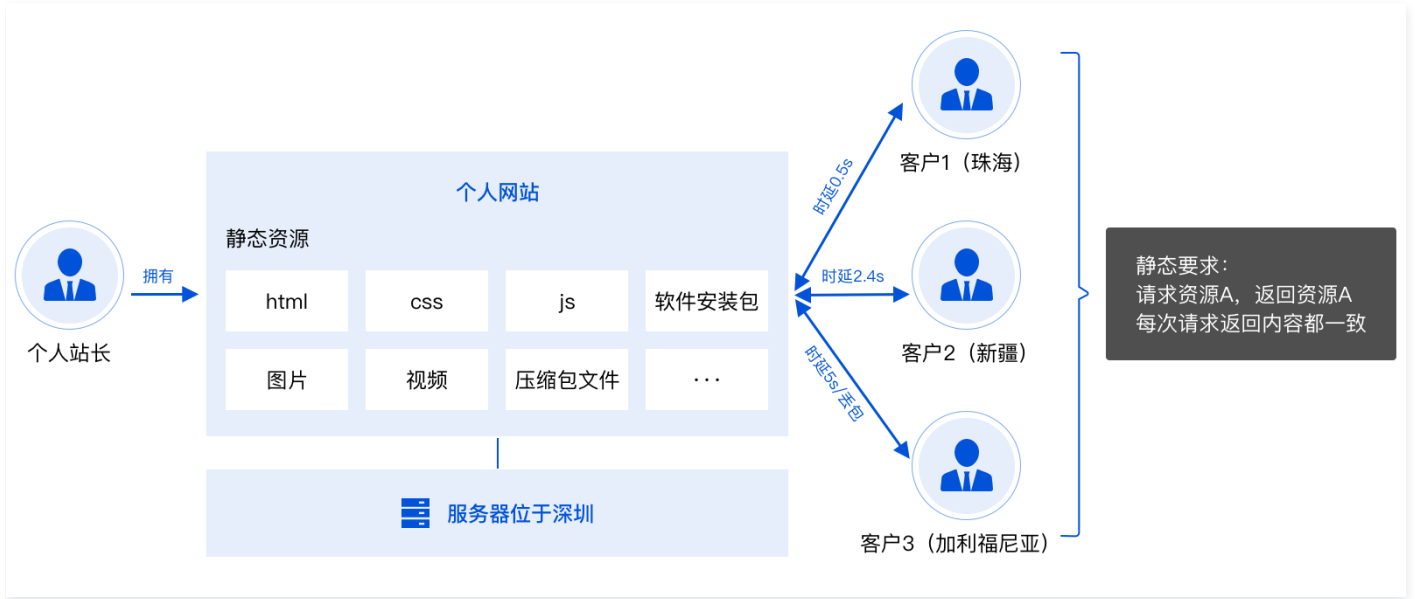 个人站长
拥有
个人网站
静态资源
html
css
js
软件安装包
图片
视频
压缩包文件
···
服务器位于深圳
时延0.5s
时延2.4s
时延5s/丢包
客户1（珠海）
客户2（新疆）
客户3（加利福尼亚）
静态要求：
请求资源A，返回资源A
每次请求返回内容都一致